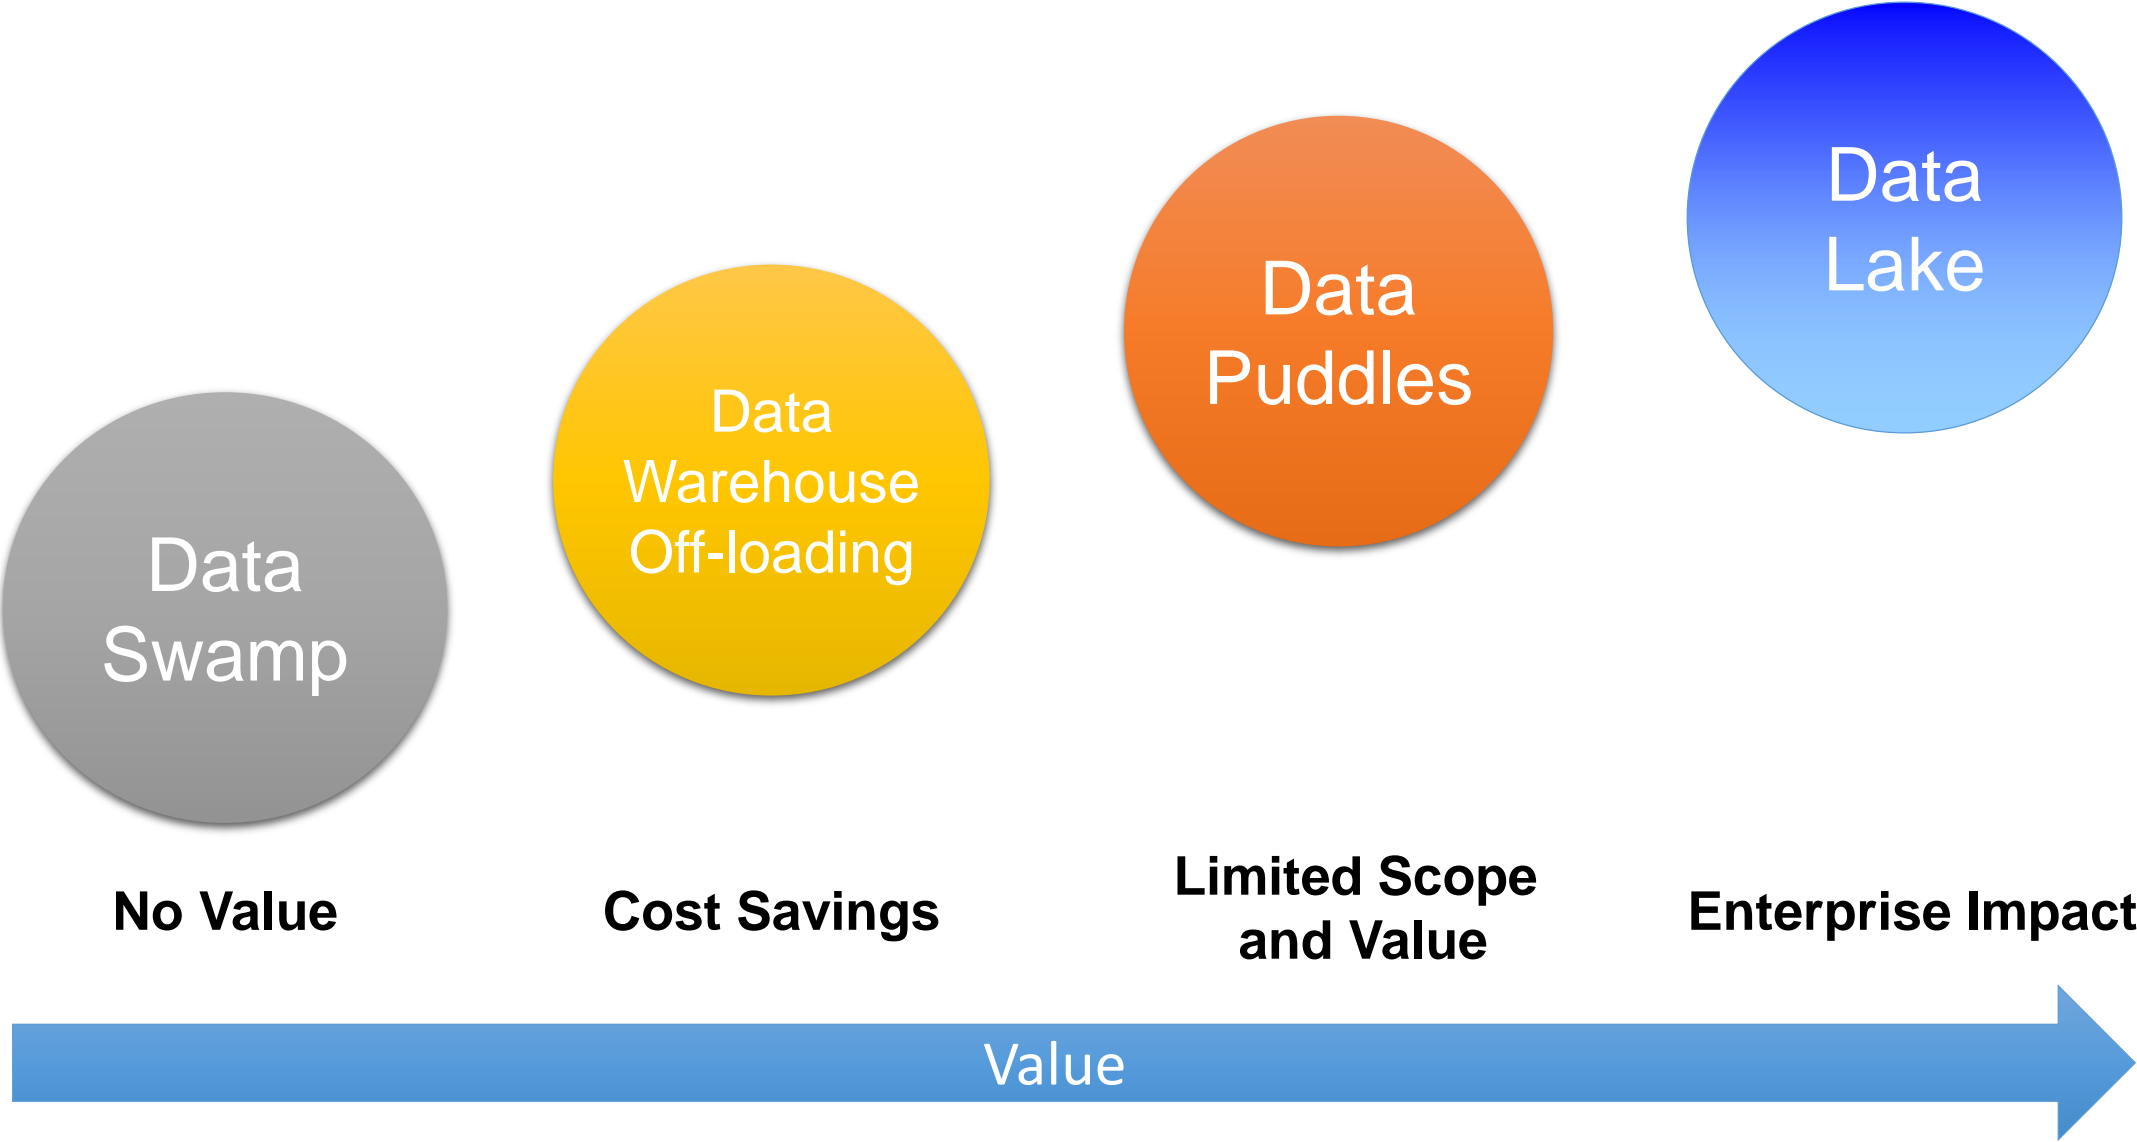 Data
Swamp
Data
Warehouse
Off-loading
Data
Puddles
Data
Lake
No Value
Cost Savings
Limited Scope
and Value
Enterprise Impact
Value